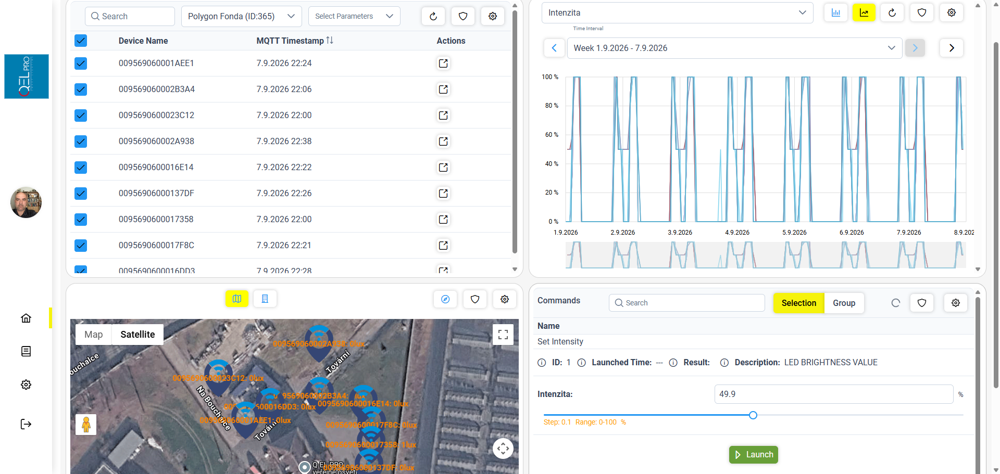 Search
Polygon Fonda (ID:365)
Select Parameters
Device Name
MQTT Timestamp
Actions
009569060001AEE1
7.9.2026 22:24
009569060002B3A4
7.9.2026 22:06
0095690600023C12
7.9.2026 22:00
009569060002A938
7.9.2026 22:38
0095690600016E14
7.9.2026 22:22
00956906000137DF
7.9.2026 22:26
0095690600017358
7.9.2026 22:00
0095690600017F8C
7.9.2026 22:21
0095690600016DD3
7.9.2026 22:28
QEL PRO
Intenzita
Time Interval
Week 1.9.2026 - 7.9.2026
100 %
80 %
60 %
40 %
20 %
0 %
1.9.2026
2.9.2026
3.9.2026
4.9.2026
5.9.2026
6.9.2026
7.9.2026
8.9.202
Map
Satellite
009569060002A938: 0lux
ouchalce
Tovární
0095690600023C12: 0lux
Na Bouchalce
956906 0002B3A4: lux
0095690600016E14: 0lux
00956 0600016DD3: 0lux
009569060001AEE1: 0lux
Tovární
0095690600017F8C: 0lux
0095690600017358: 1lux
Q-EL PRO
00956906000137DF: 0lux
veřejné osvětl
Commands
Search
Selection
Group
Name
Set Intensity
ID: 1
Launched Time: ---
Result:
Description: LED BRIGHTNESS VALUE
Intenzita:
49.9
%
Step: 0.1 Range: 0-100 %
Launch